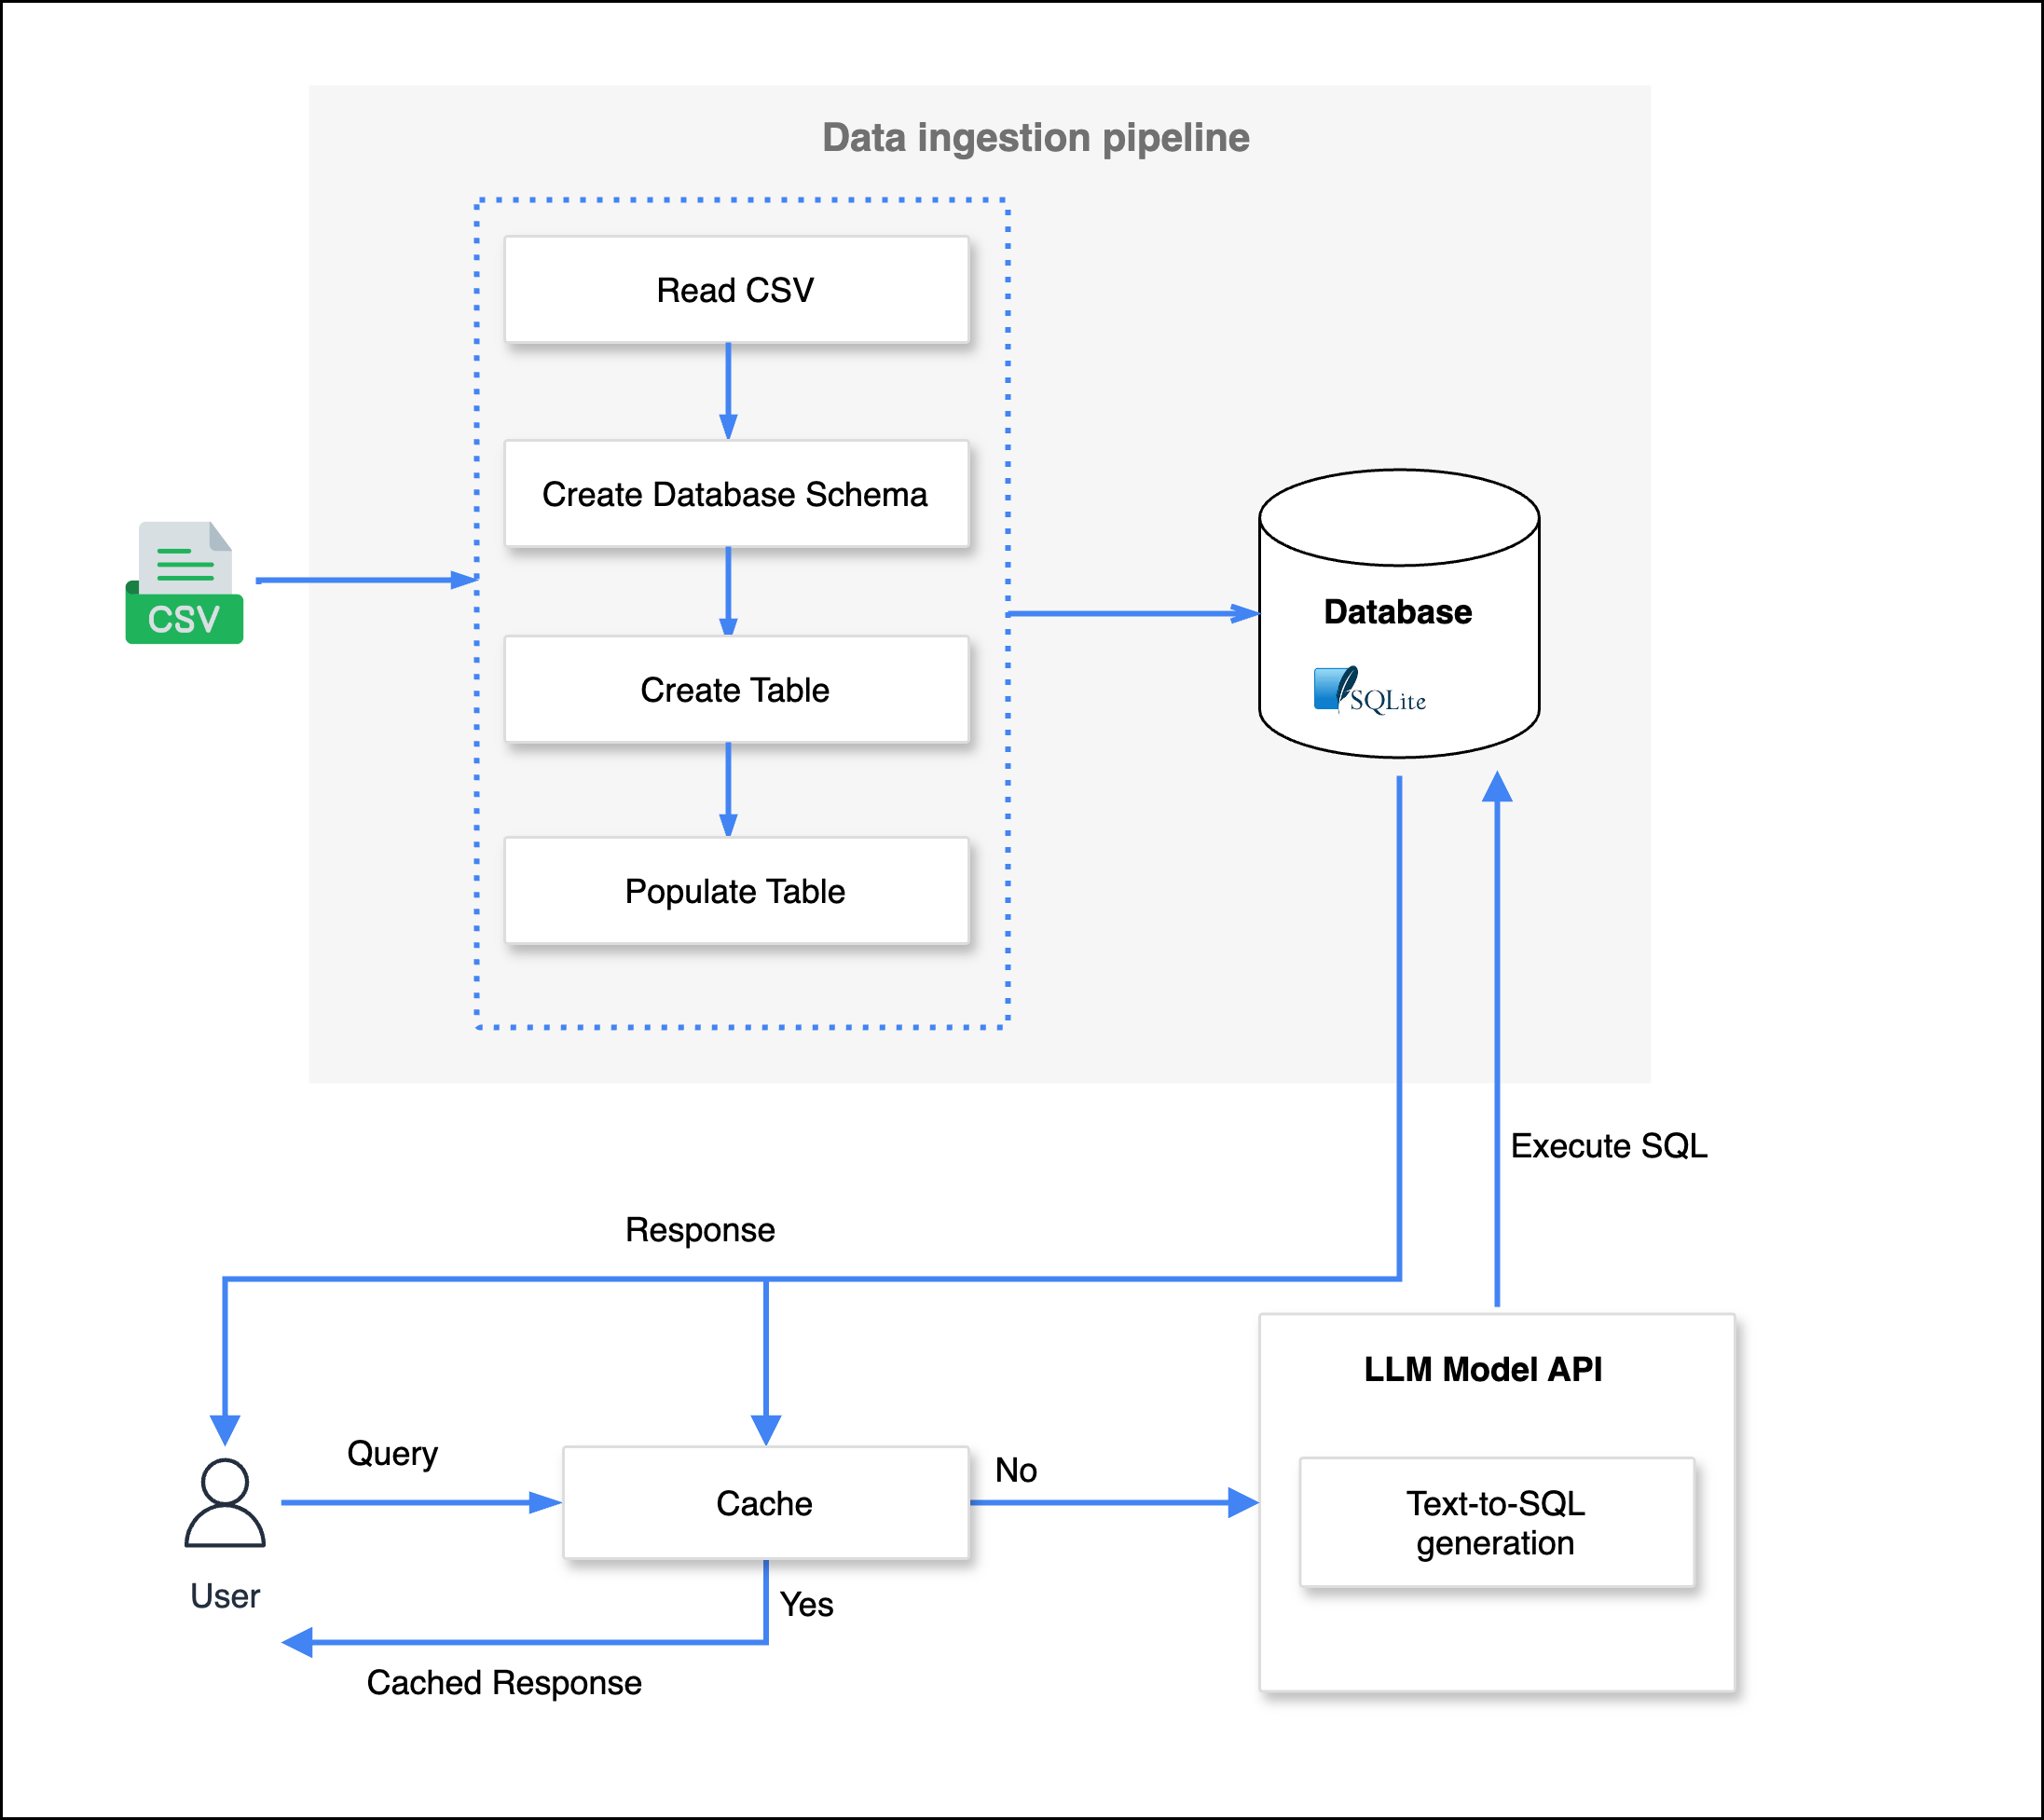 Data ingestion pipeline
Read CSV
Create Database Schema
CSV
Create Table
Populate Table
Database
SQLite
Execute SQL
Response
LLM Model API
Query
Cache
No
Text-to-SQL
generation
User
Yes
Cached Response